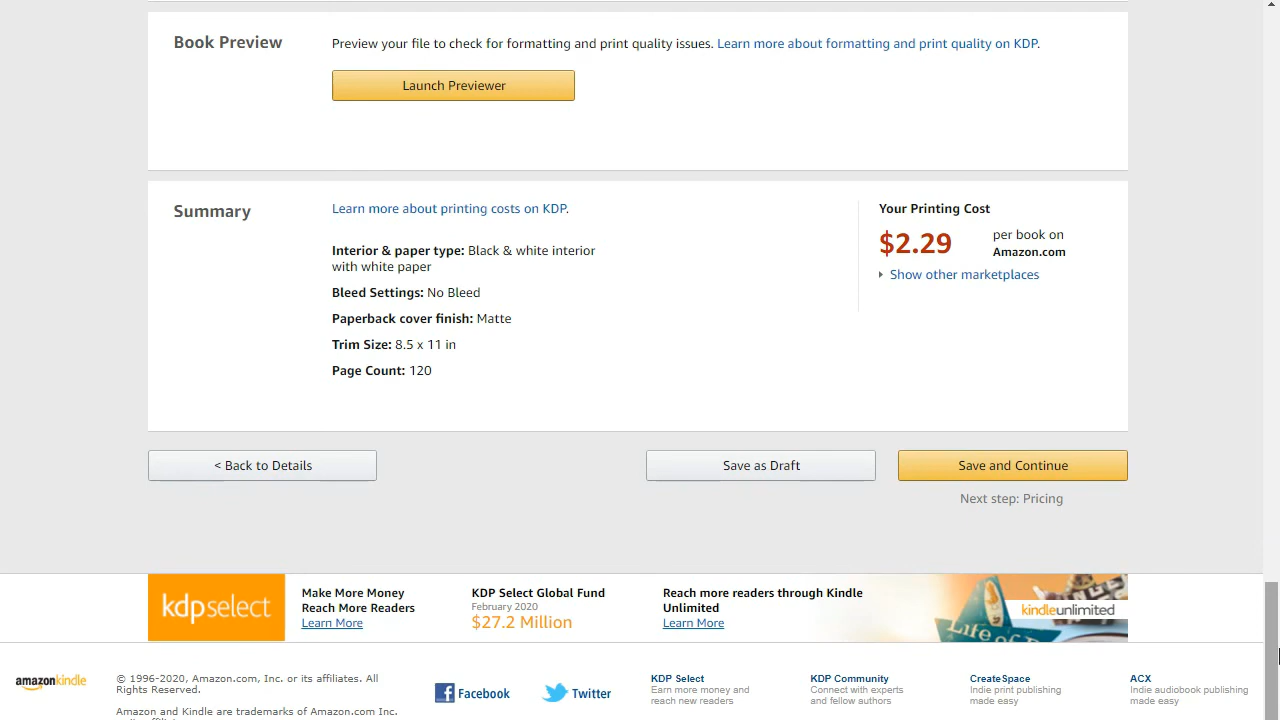 Book Preview
Preview your file to check for formatting and print quality issues. Learn more about formatting and print quality on KDP.
Launch Previewer
Summary
Learn more about printing costs on KDP.
Interior & paper type: Black & white interior
with white paper
Bleed Settings: No Bleed
Paperback cover finish: Matte
Trim Size: 8.5 x 11 in
Page Count: 120
Your Printing Cost
$2.29
per book on
Amazon.com
Show other marketplaces
< Back to Details
Save as Draft
Save and Continue
Next step: Pricing
kdpselect
Make More Money
Reach More Readers
Learn More
KDP Select Global Fund
February 2020
$27.2 Million
Reach more readers through Kindle
Unlimited
Learn More
kindleunlimited
amazonkindle
© 1996-2020, Amazon.com, Inc. or its affiliates. All
Rights Reserved.
Amazon and Kindle are trademarks of Amazon.com Inc.
Facebook
Twitter
KDP Select
Earn more money and
reach new readers
KDP Community
Connect with experts
and fellow authors
CreateSpace
Indie print publishing
made easy
ACX
Indie audiobook publishing
made easy